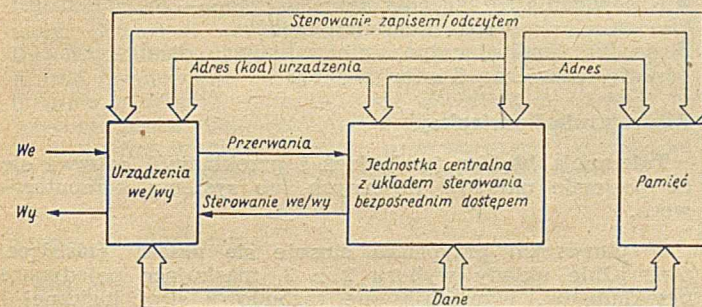 Sterowanie zapisem/odczytem
Adres (kod) urządzenia
Adres
We
Wy
Urządzenia
we/wy
Przerwania
Sterowanie we/wy
Jednostka centralna
z układem sterowania
bezpośrednim dostępem
Pamięć
Dane